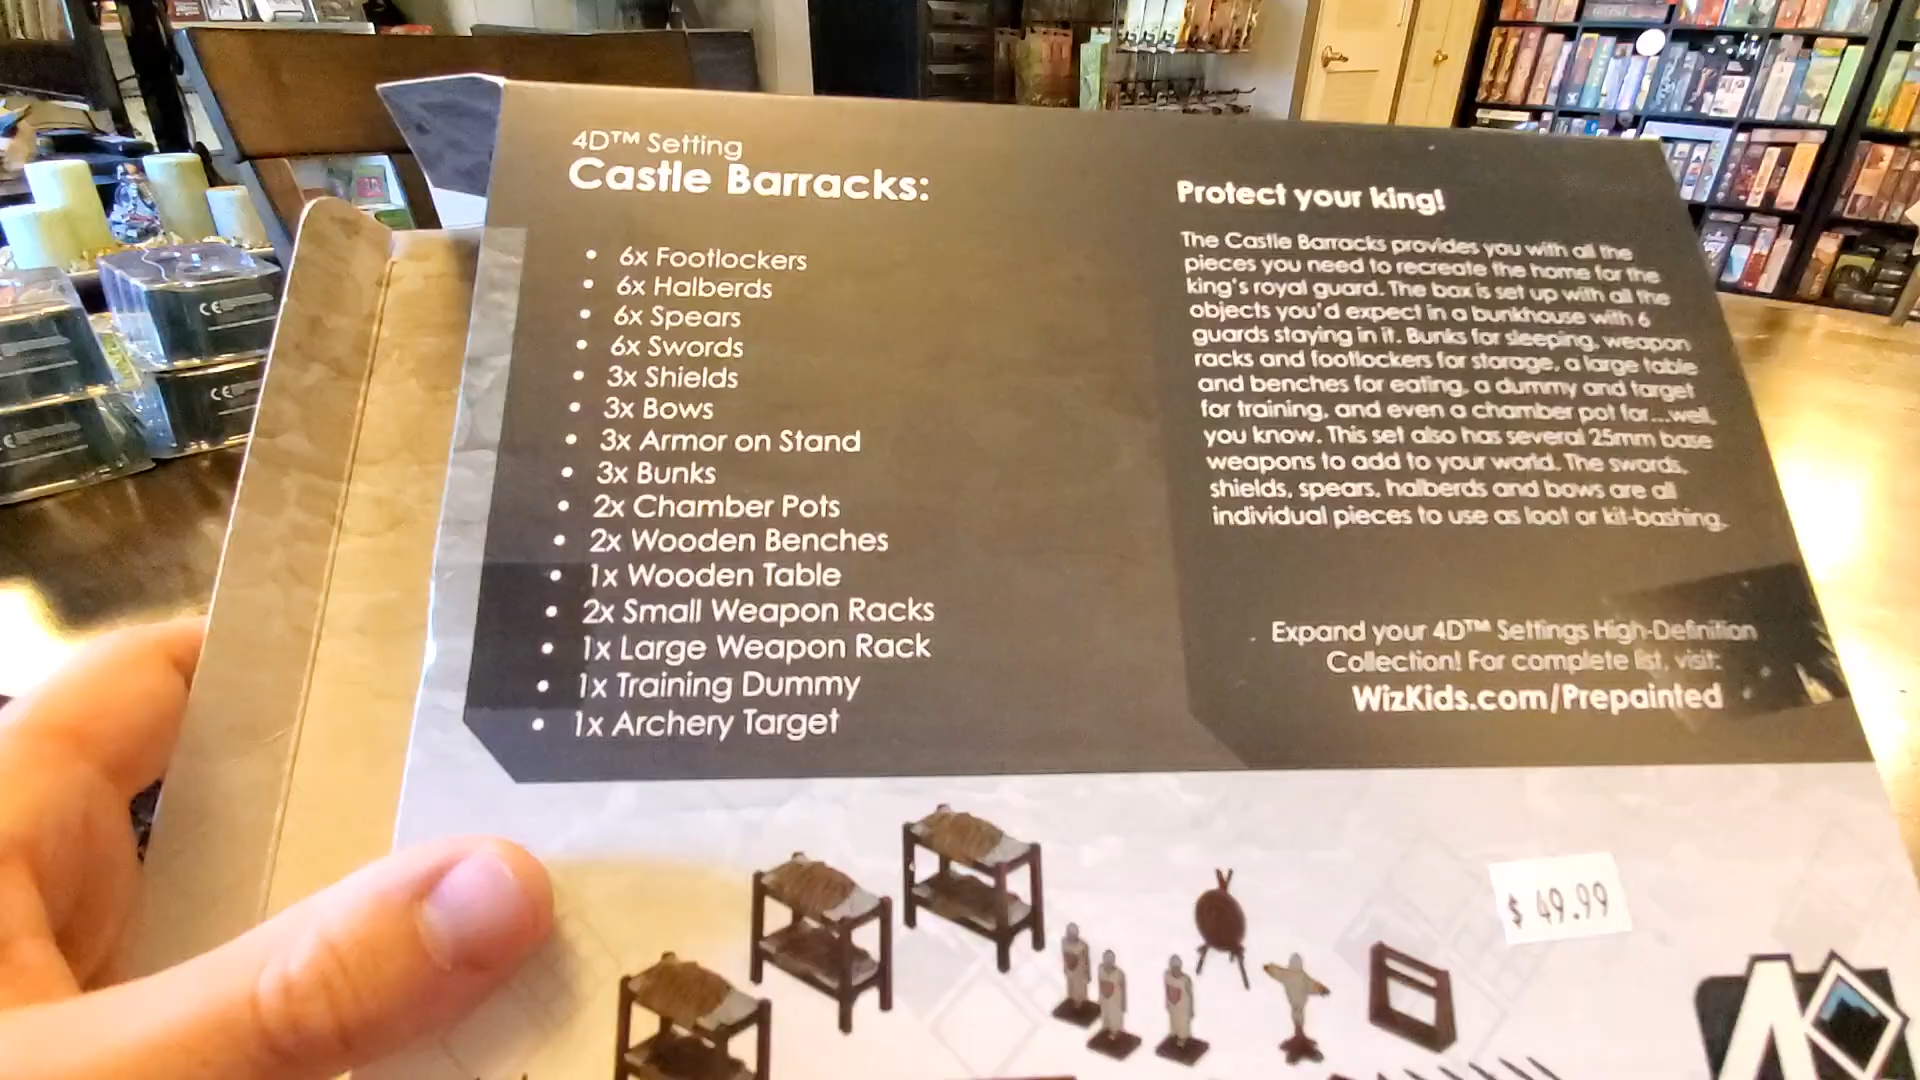 4D™ Setting
Castle Barracks:
• 6x Footlockers
• 6x Halberds
• 6x Spears
• 6x Swords
• 3x Shields
• 3x Bows
• 3x Armor on Stand
• 3x Bunks
• 2x Chamber Pots
• 2x Wooden Benches
• 1x Wooden Table
• 2x Small Weapon Racks
• 1x Large Weapon Rack
• 1x Training Dummy
• 1x Archery Target
Protect your king!
The Castle Barracks provides you with all the
pieces you need to recreate the home for the
king's royal guard. The box is set up with all the
objects you'd expect in a bunkhouse with 6
guards staying in it. Bunks for sleeping, weapon
racks and footlockers for storage, a large table
and benches for eating, a dummy and target
for training, and even a chamber pot for...well,
you know. This set also has several 25mm base
weapons to add to your world. The swords,
shields, spears, halberds and bows are all
individual pieces to use as loot or kit-bashing.
Expand your 4D™ Settings High-Definition
Collection! For complete list, visit:
WizKids.com/Prepainted
$ 49.99
CE
CE